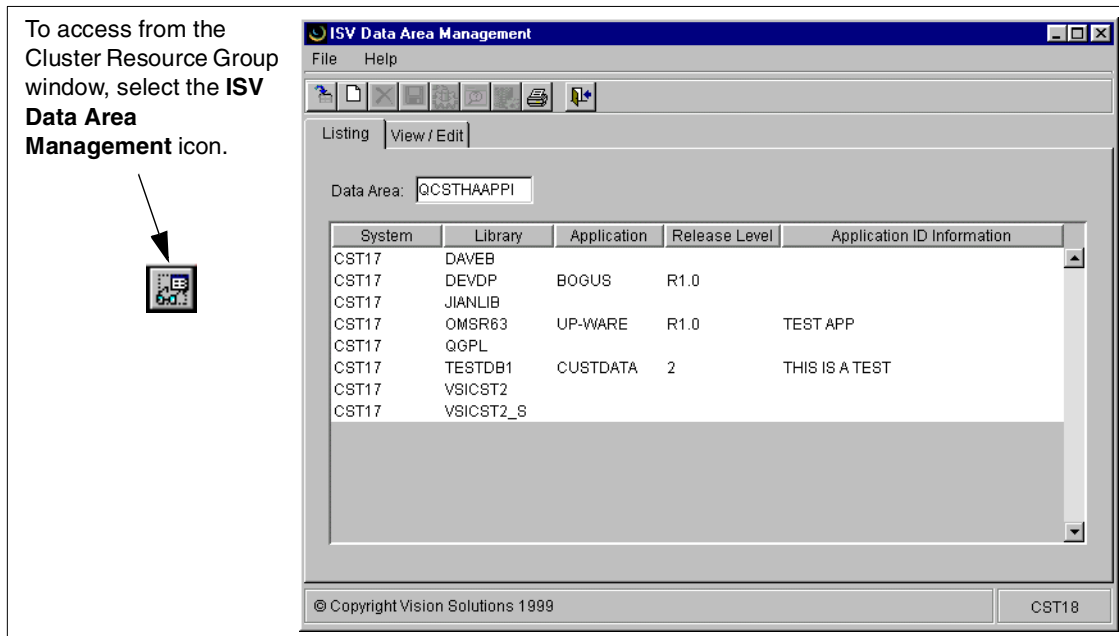 To access from the
Cluster Resource Group
window, select the ISV
Data Area
Management icon.
ISV Data Area Management
File Help
Listing View / Edit
Data Area: QCSTHAAPPI
System Library Application Release Level Application ID Information
CST17 DAVEB
CST17 DEVDP BOGUS R1.0
CST17 JIANLIB
CST17 OMSR63 UP-WARE R1.0 TEST APP
CST17 QGPL
CST17 TESTDB1 CUSTDATA 2 THIS IS A TEST
CST17 VSICST2
CST17 VSICST2_S
© Copyright Vision Solutions 1999 CST18